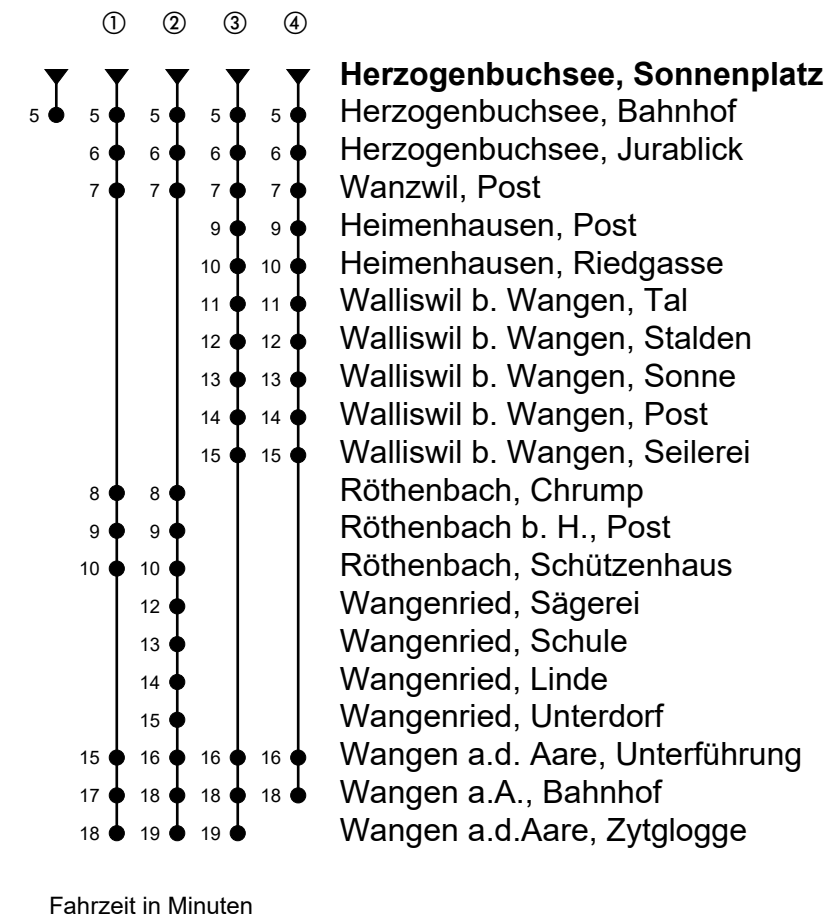 ① ② ③ ④
Herzogenbuchsee, Sonnenplatz
5 5 5 5 5 Herzogenbuchsee, Bahnhof
6 6 6 6 Herzogenbuchsee, Jurablick
7 7 7 7 Wanzwil, Post
9 9 Heimenhausen, Post
10 10 Heimenhausen, Riedgasse
11 11 Walliswil b. Wangen, Tal
12 12 Walliswil b. Wangen, Stalden
13 13 Walliswil b. Wangen, Sonne
14 14 Walliswil b. Wangen, Post
15 15 Walliswil b. Wangen, Seilerei
8 8 Röthenbach, Chrump
9 9 Röthenbach b. H., Post
10 10 Röthenbach, Schützenhaus
12 Wangenried, Sägerei
13 Wangenried, Schule
14 Wangenried, Linde
15 Wangenried, Unterdorf
15 16 16 16 Wangen a.d. Aare, Unterführung
17 18 18 18 Wangen a.A., Bahnhof
18 19 19 Wangen a.d.Aare, Zytglogge
Fahrzeit in Minuten